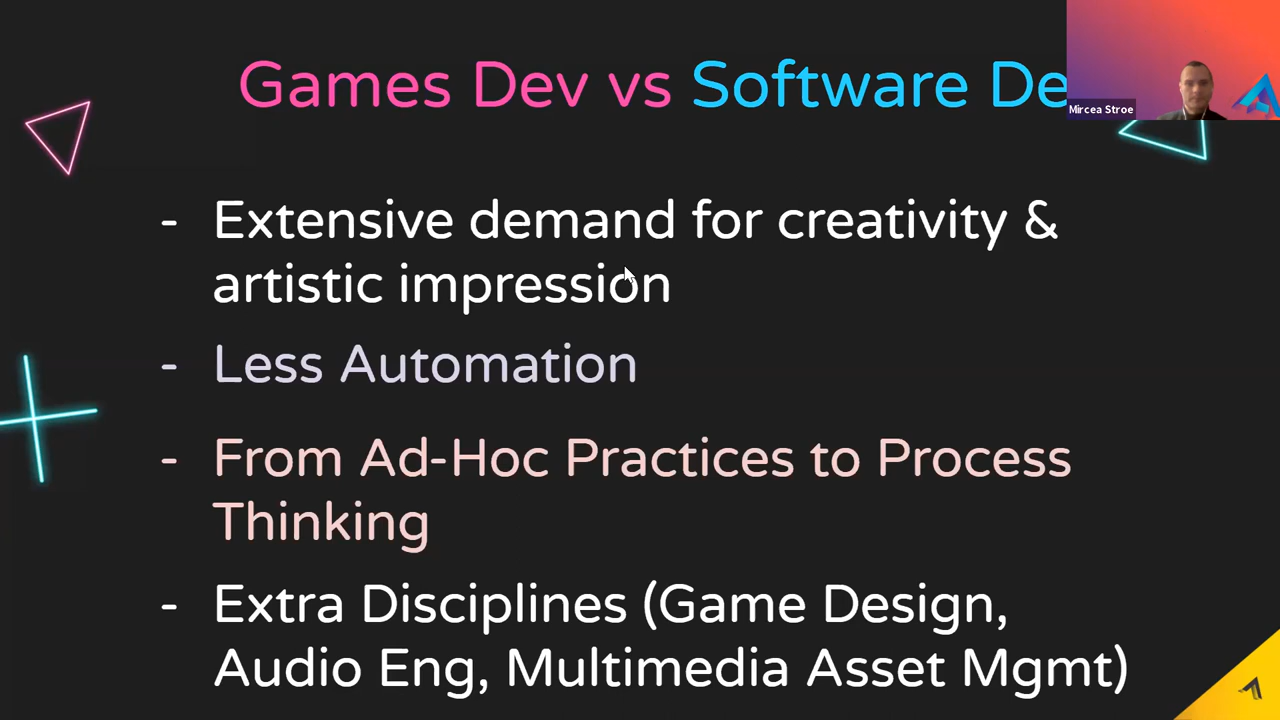 Games Dev vs Software De
Mircea Stroe
- Extensive demand for creativity &
artistic impression
- Less Automation
- From Ad-Hoc Practices to Process
Thinking
- Extra Disciplines (Game Design,
Audio Eng, Multimedia Asset Mgmt)